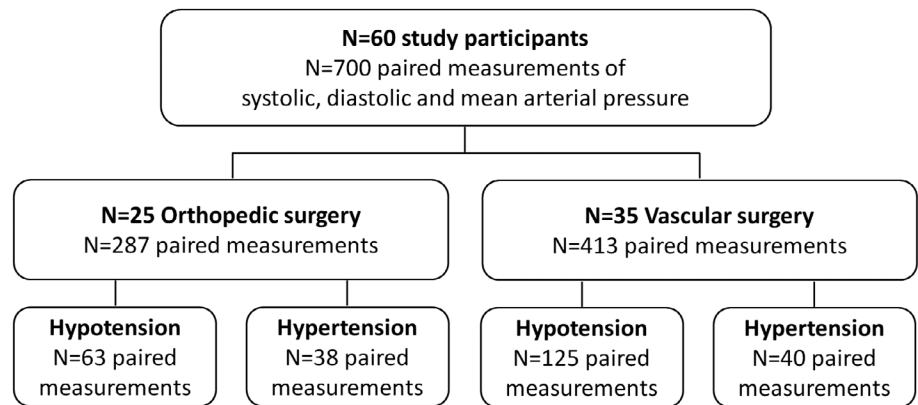 N=60 study participants
N=700 paired measurements of
systolic, diastolic and mean arterial pressure
N=25 Orthopedic surgery
N=287 paired measurements
N=35 Vascular surgery
N=413 paired measurements
Hypotension
N=63 paired
measurements
Hypertension
N=38 paired
measurements
Hypotension
N=125 paired
measurements
Hypertension
N=40 paired
measurements